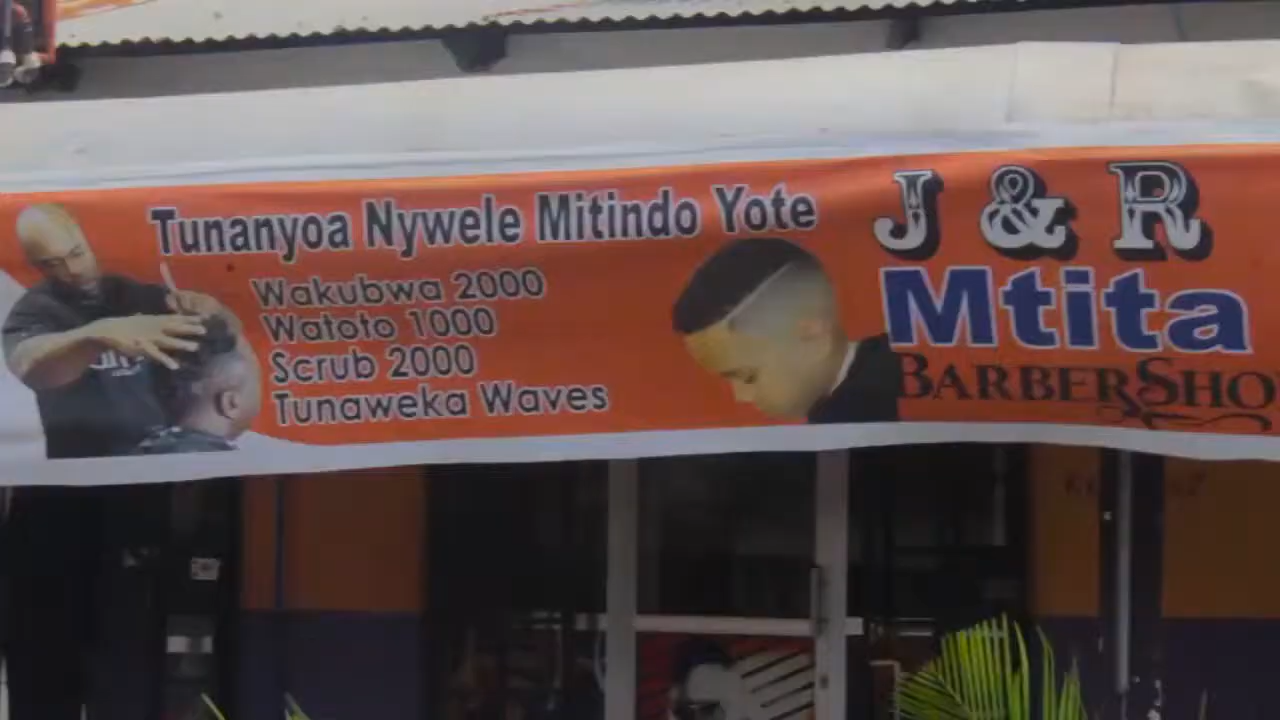 Tunanyoa Nywele Mitindo Yote
Wakubwa 2000
Watoto 1000
Scrub 2000
Tunaweka Waves
J & R
Mtita
BARBERSHO